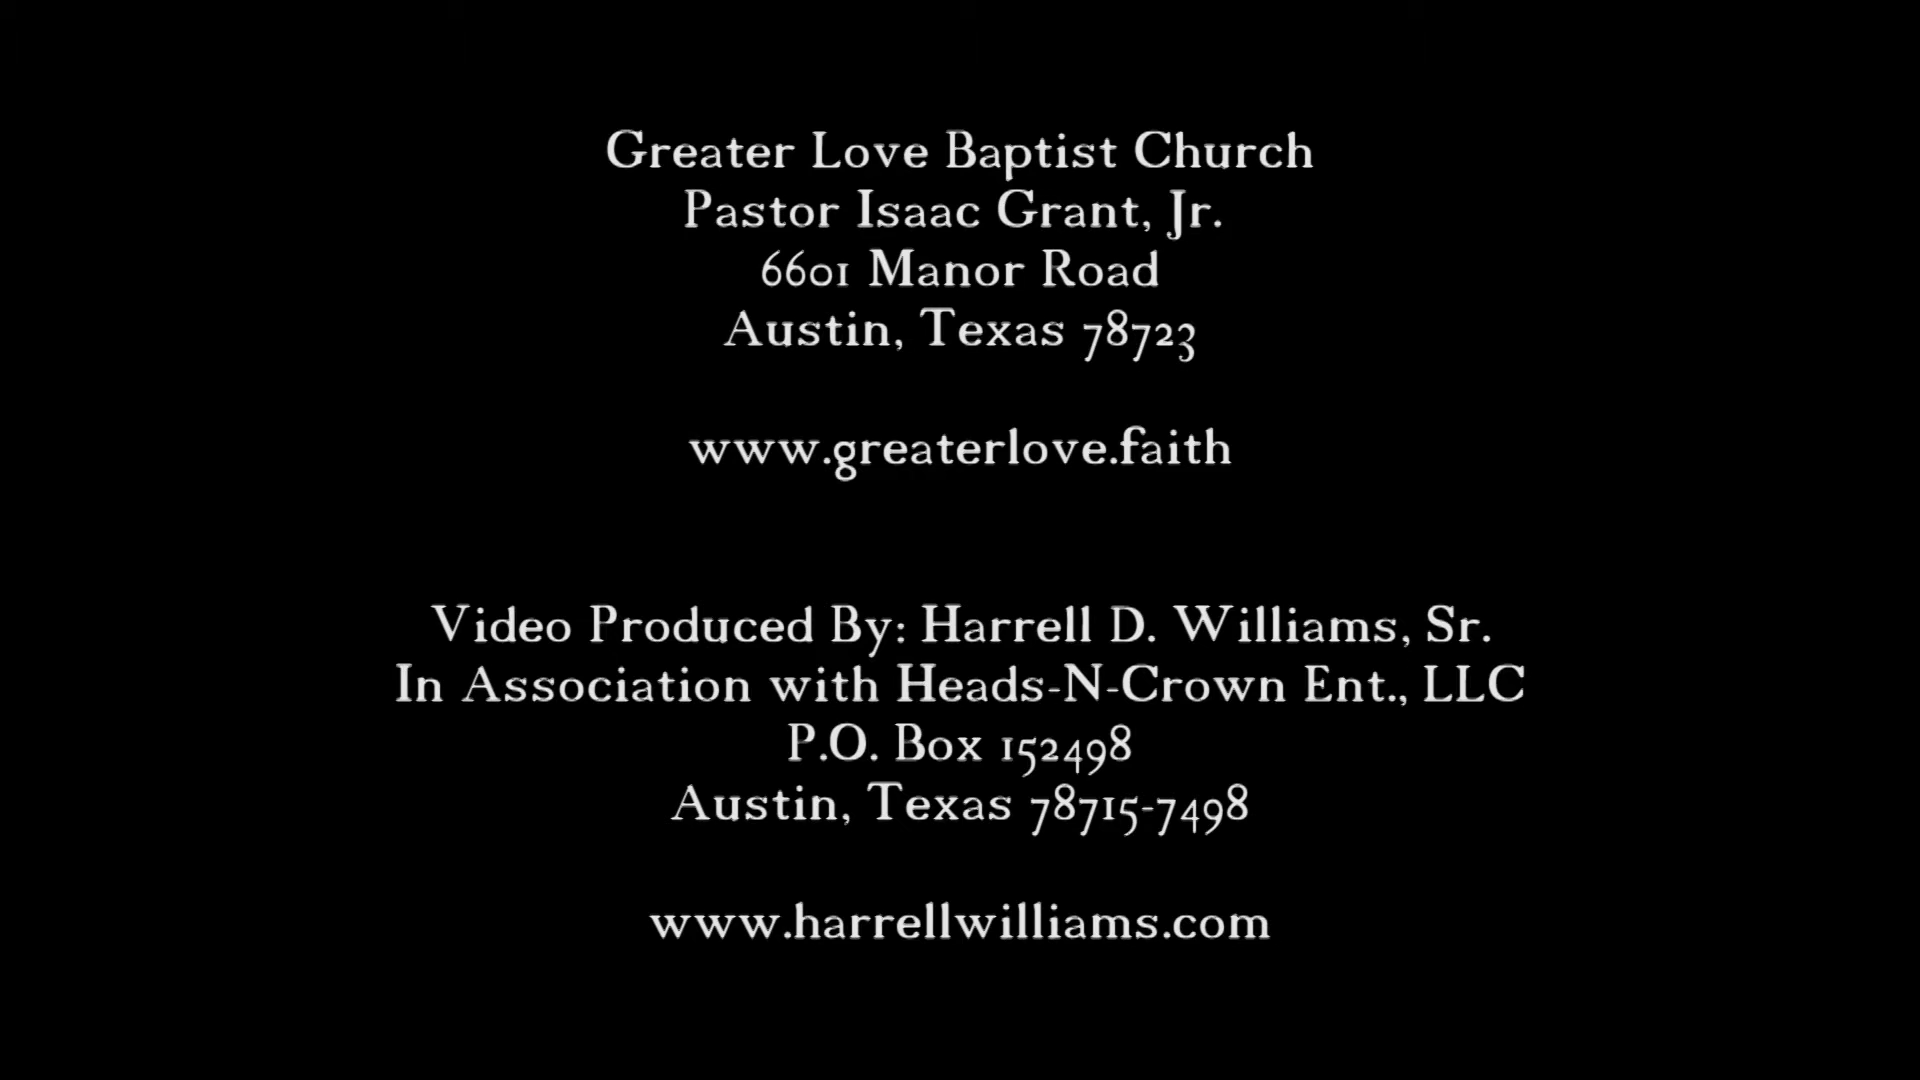 Greater Love Baptist Church
Pastor Isaac Grant, Jr.
6601 Manor Road
Austin, Texas 78723
www.greaterlove.faith
Video Produced By: Harrell D. Williams, Sr.
In Association with Heads-N-Crown Ent., LLC
P.O. Box 152498
Austin, Texas 78715-7498
www.harrellwilliams.com